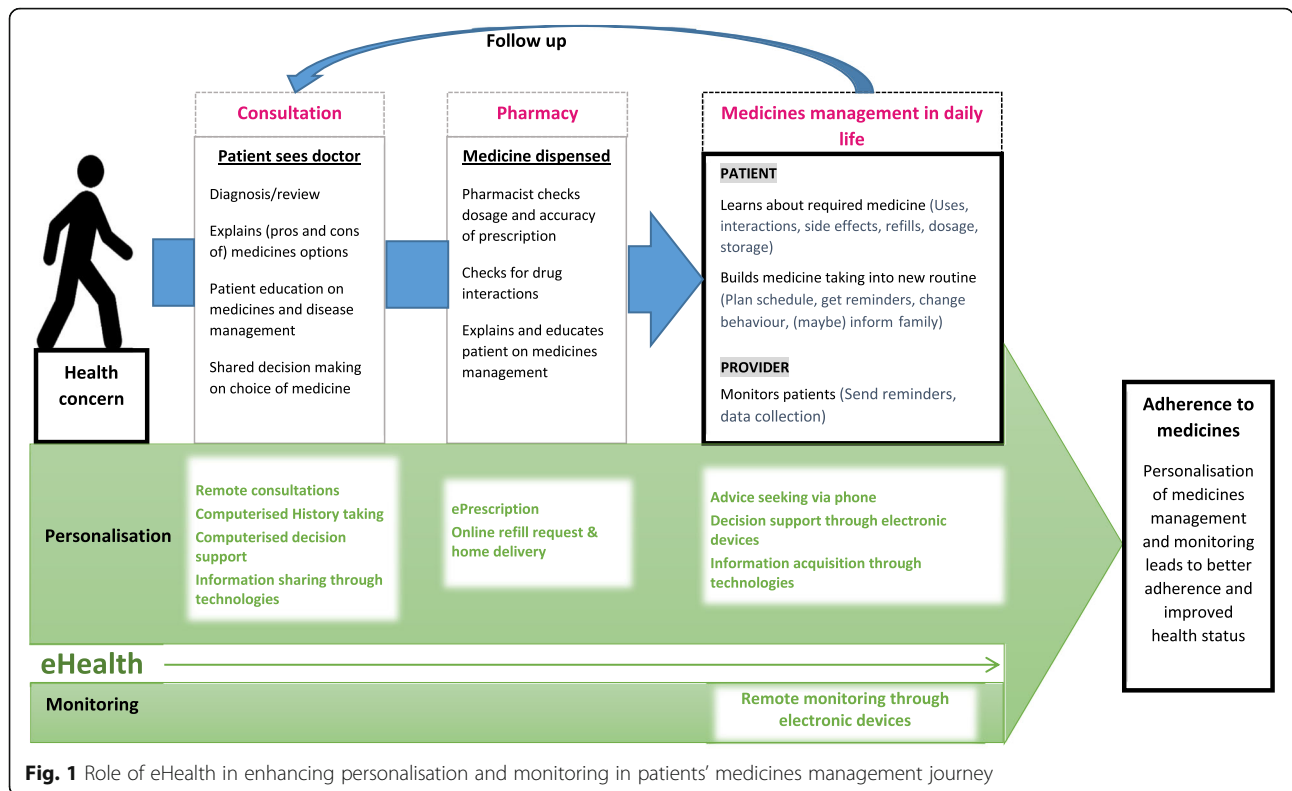 Follow up
Consultation
Patient sees doctor
Diagnosis/review
Explains (pros and cons
of) medicines options
Patient education on
medicines and disease
management
Shared decision making
on choice of medicine
Pharmacy
Medicine dispensed
Pharmacist checks
dosage and accuracy
of prescription
Checks for drug
interactions
Explains and educates
patient on medicines
management
Medicines management in daily
life
PATIENT
Learns about required medicine (Uses,
interactions, side effects, refills, dosage,
storage)
Builds medicine taking into new routine
(Plan schedule, get reminders, change
behaviour, (maybe) inform family)
PROVIDER
Monitors patients (Send reminders,
data collection)
Health
concern
Adherence to
medicines
Personalisation
of medicines
management
and monitoring
leads to better
adherence and
improved
health status
Personalisation
Remote consultations
Computerised History taking
Computerised decision
support
Information sharing through
technologies
ePrescription
Online refill request &
home delivery
Advice seeking via phone
Decision support through electronic
devices
Information acquisition through
technologies
eHealth
Monitoring
Remote monitoring through
electronic devices
Fig. 1 Role of eHealth in enhancing personalisation and monitoring in patients’ medicines management journey